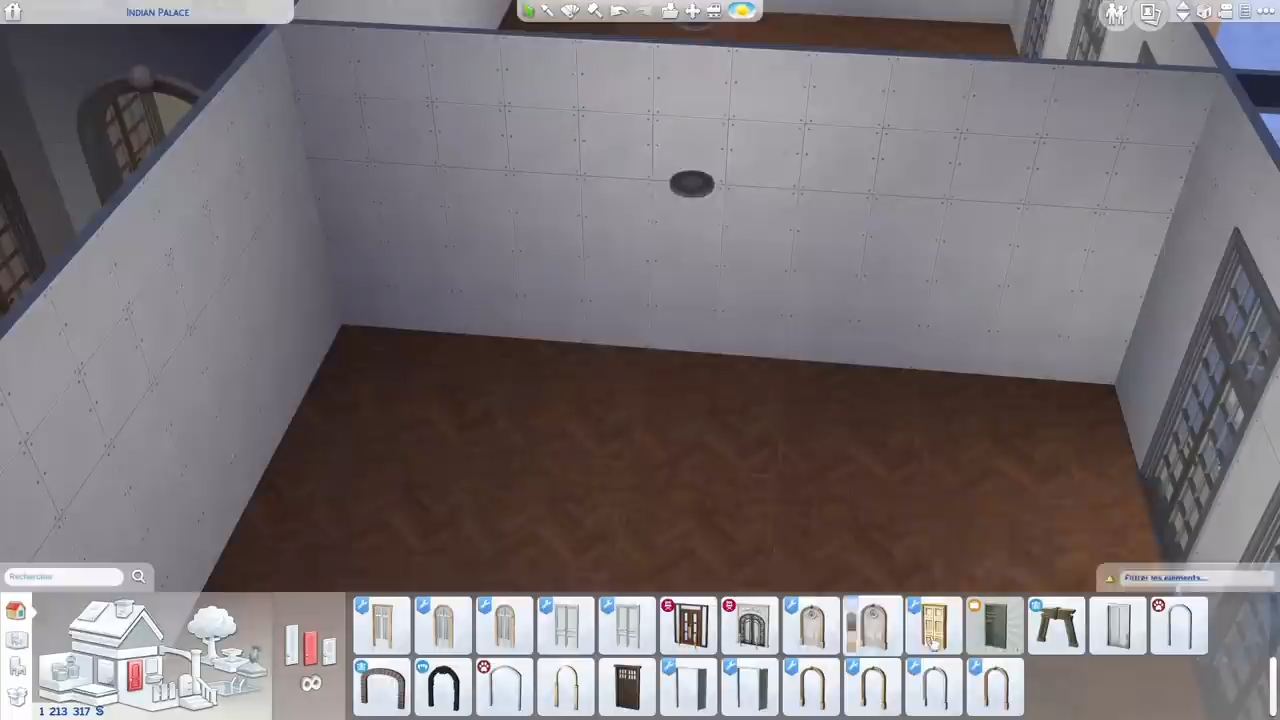 INDIAN PALACE
Rechercher
Filtrer les éléments...
1 213 317 §